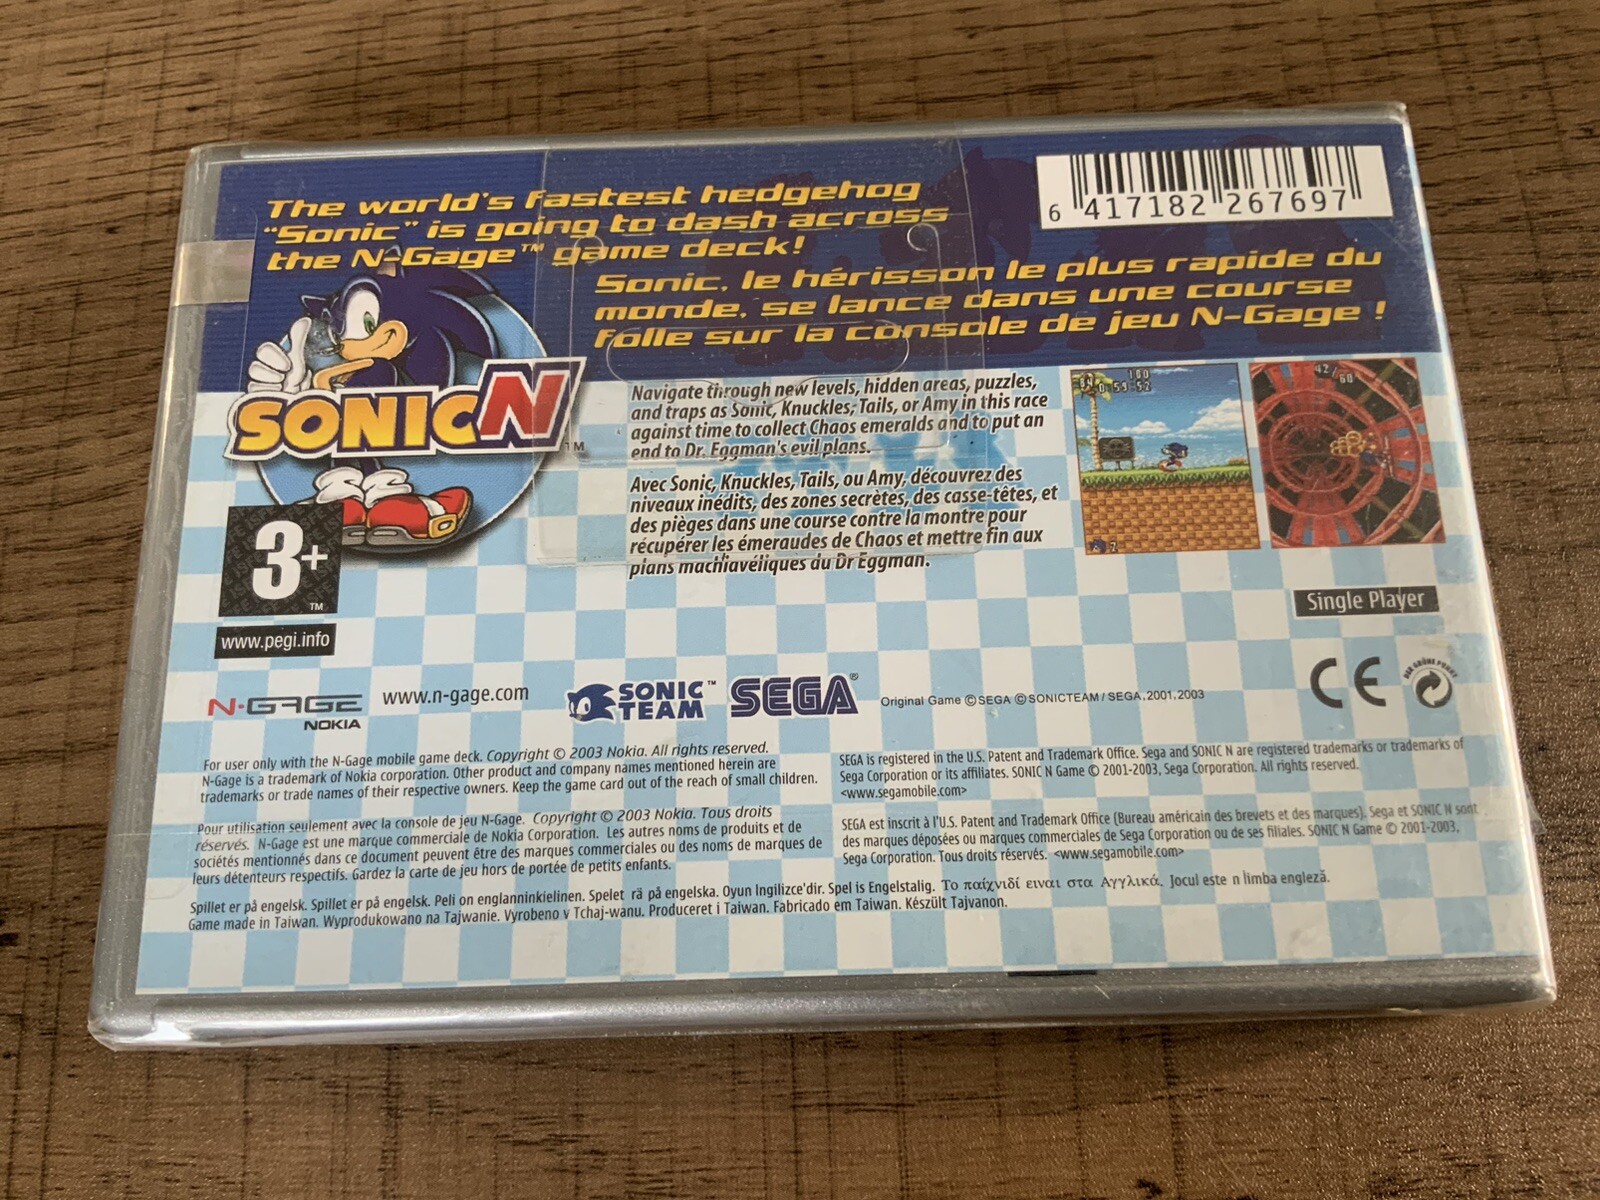 The world's fastest hedgehog
"Sonic" is going to dash across
the N-Gage™ game deck!
6 417182 267697
Sonic, le hérisson le plus rapide du
monde, se lance dans une course
folle sur la console de jeu N-Gage !
SONIC N™
Navigate through new levels, hidden areas, puzzles,
and traps as Sonic, Knuckles, Tails, or Amy in this race
against time to collect Chaos emeralds and to put an
end to Dr. Eggman's evil plans.
Avec Sonic, Knuckles, Tails, ou Amy, découvrez des
niveaux inédits, des zones secrètes, des casse-têtes, et
des pièges dans une course contre la montre pour
récupérer les émeraudes de Chaos et mettre fin aux
plans machiavéliques du Dr Eggman.
100
0:59:52
2
42/60
3+
™
www.pegi.info
Single Player
N-GAGE
NOKIA
www.n-gage.com
SONIC™
TEAM
SEGA®
Original Game ©SEGA ©SONICTEAM/SEGA,2001,2003
CE
DER GRÜNE PUNKT
For user only with the N-Gage mobile game deck. Copyright © 2003 Nokia. All rights reserved.
N-Gage is a trademark of Nokia corporation. Other product and company names mentioned herein are
trademarks or trade names of their respective owners. Keep the game card out of the reach of small children.
Pour utilisation seulement avec la console de jeu N-Gage. Copyright © 2003 Nokia. Tous droits
réservés. N-Gage est une marque commerciale de Nokia Corporation. Les autres noms de produits et de
sociétés mentionnés dans ce document peuvent être des marques commerciales ou des noms de marques de
leurs détenteurs respectifs. Gardez la carte de jeu hors de portée de petits enfants.
SEGA is registered in the U.S. Patent and Trademark Office. Sega and SONIC N are registered trademarks or trademarks of
Sega Corporation or its affiliates. SONIC N Game © 2001-2003, Sega Corporation. All rights reserved.
<www.segamobile.com>
SEGA est inscrit à l'U.S. Patent and Trademark Office (Bureau américain des brevets et des marques). Sega et SONIC N sont
des marques déposées ou marques commerciales de Sega Corporation ou de ses filiales. SONIC N Game © 2001-2003,
Sega Corporation. Tous droits réservés. <www.segamobile.com>
Spillet er på engelsk. Spillet er på engelsk. Peli on englanninkielinen. Spelet rä på engelska. Oyun Ingilizce'dir. Spel is Engelstalig. Το παίχνιδί ειναι στα Αγγλικά. Jocul este n limba engleză.
Game made in Taiwan. Wyprodukowano na Tajwanie. Vyrobeno v Tchaj-wanu. Produceret i Taiwan. Fabricado em Taiwan. Készült Tajvanon.